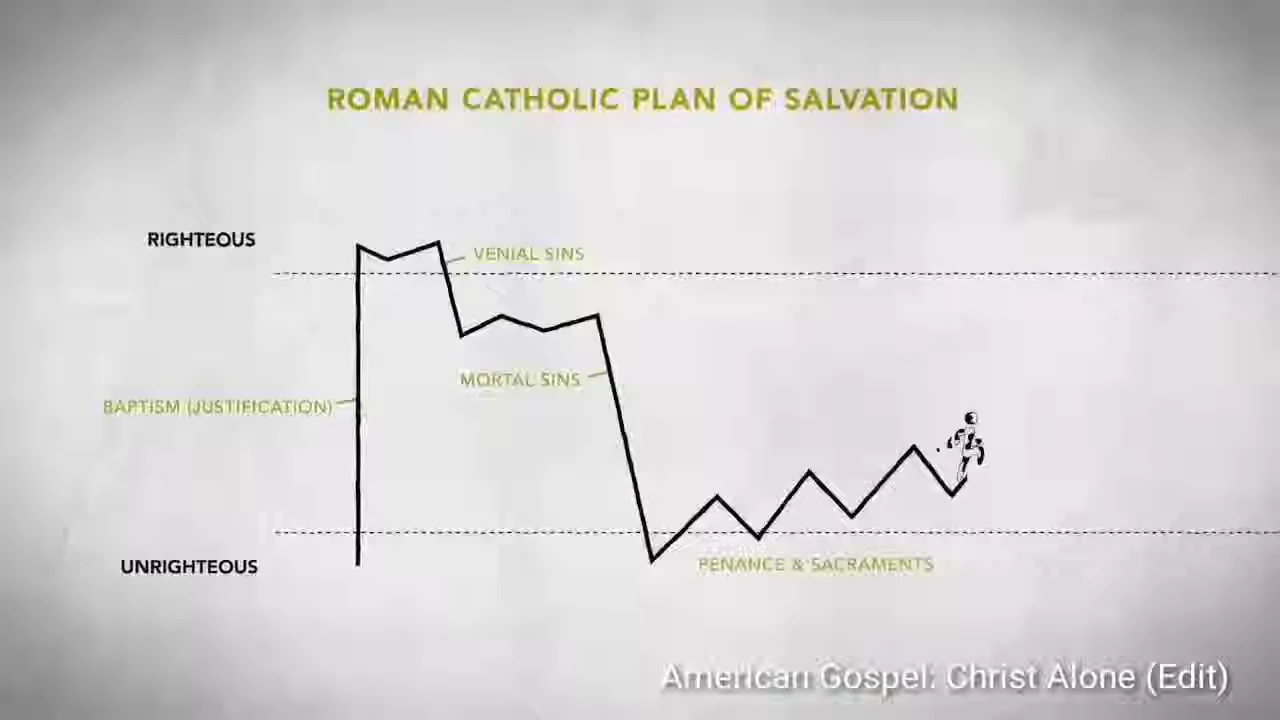 ROMAN CATHOLIC PLAN OF SALVATION
RIGHTEOUS
VENIAL SINS
MORTAL SINS
BAPTISM (JUSTIFICATION)
UNRIGHTEOUS
PENANCE & SACRAMENTS
American Gospel: Christ Alone (Edit)